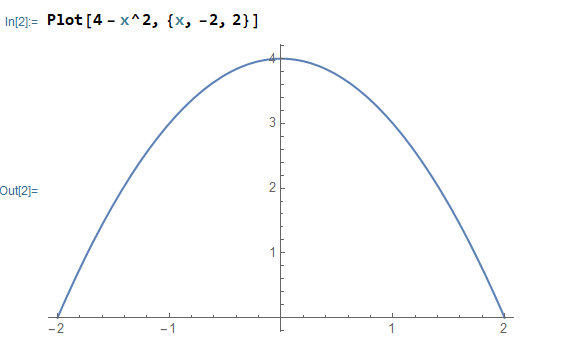 In[2]:= Plot[4 - x^2, {x, -2, 2}]
4
3
2
Out[2]=
1
-2 -1 1 2